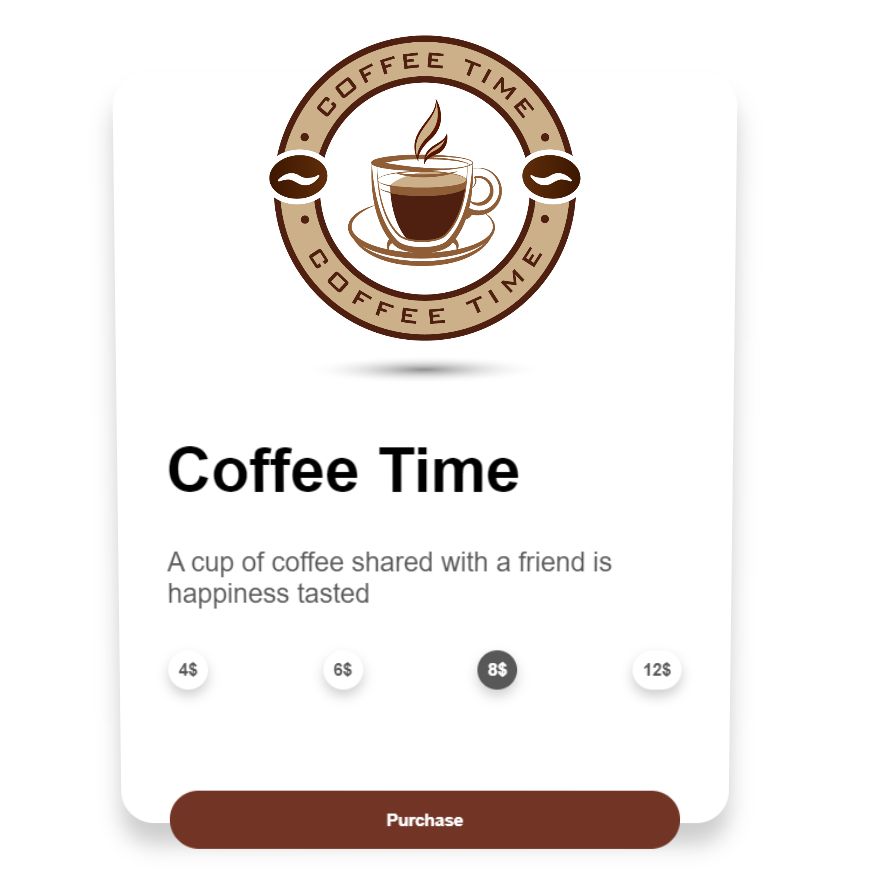 COFFEE TIME
COFFEE TIME
Coffee Time
A cup of coffee shared with a friend is
happiness tasted
4$ 6$ 8$ 12$
Purchase